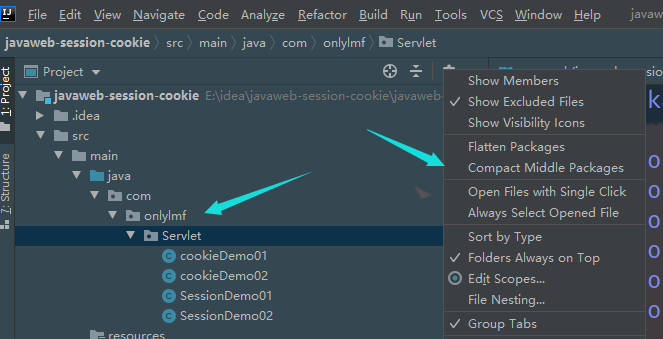 File Edit View Navigate Code Analyze Refactor Build Run Tools VCS Window Help javaw
javaweb-session-cookie src main java com onlylmf Servlet
Project
javaweb-session-cookie E:\idea\javaweb-session-cookie\javaweb-
.idea
src
main
java
com
onlylmf
Servlet
cookieDemo01
cookieDemo02
SessionDemo01
SessionDemo02
resources
1: Project
7: Structure
Show Members
Show Excluded Files
Show Visibility Icons
Flatten Packages
Compact Middle Packages
Open Files with Single Click
Always Select Opened File
Sort by Type
Folders Always on Top
Edit Scopes...
File Nesting...
Group Tabs